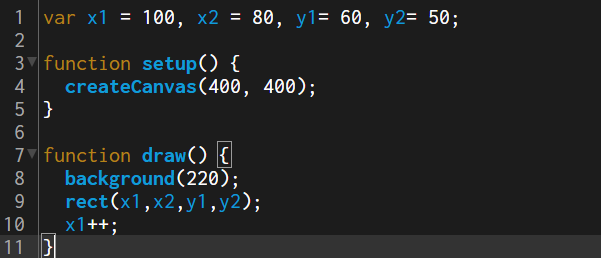 1 var x1 = 100, x2 = 80, y1= 60, y2= 50;
2
3 function setup() {
4   createCanvas(400, 400);
5 }
6
7 function draw() {
8   background(220);
9   rect(x1,x2,y1,y2);
10   x1++;
11 }